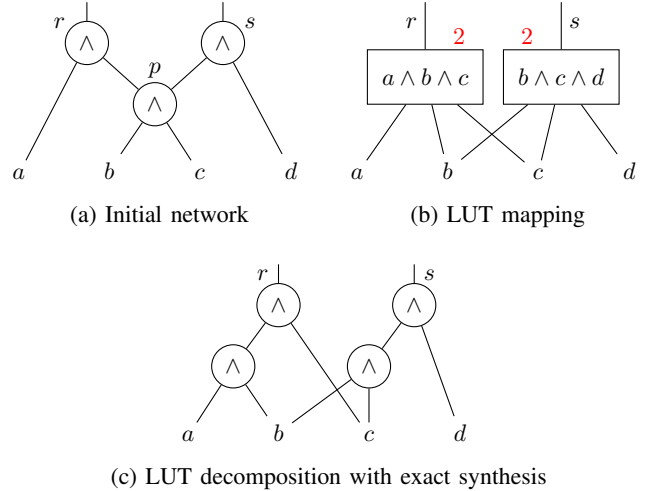 r s
∧ ∧
p
∧
a b c d
(a) Initial network
r 2 2 s
a ∧ b ∧ c b ∧ c ∧ d
a b c d
(b) LUT mapping
r s
∧ ∧
∧ ∧
a b c d
(c) LUT decomposition with exact synthesis